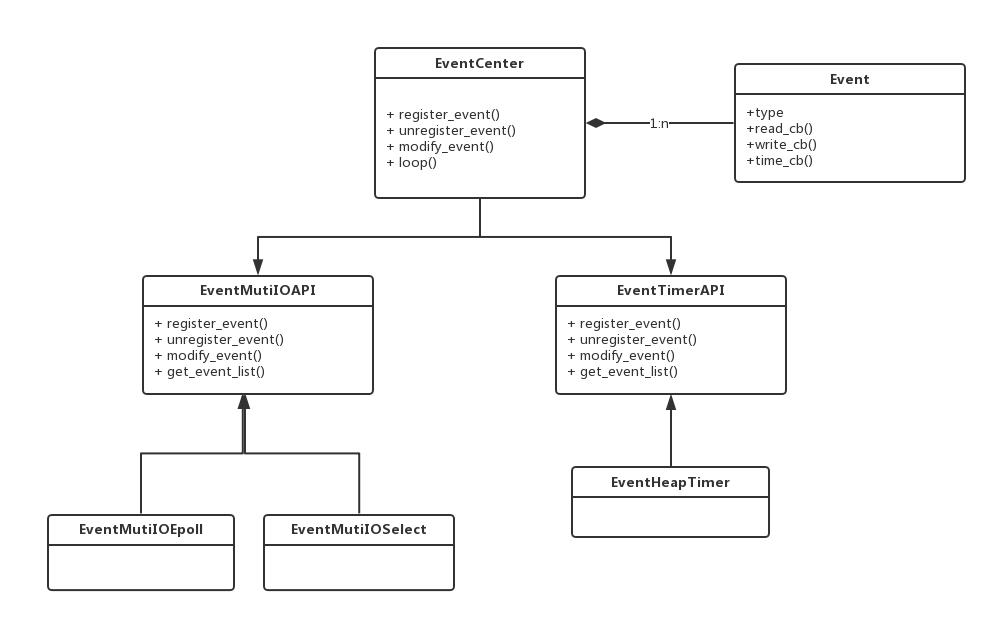 EventCenter
+ register_event()
+ unregister_event()
+ modify_event()
+ loop()
1:n
Event
+type
+read_cb()
+write_cb()
+time_cb()
EventMutiIOAPI
+ register_event()
+ unregister_event()
+ modify_event()
+ get_event_list()
EventTimerAPI
+ register_event()
+ unregister_event()
+ modify_event()
+ get_event_list()
EventMutiIOEpoll
EventMutiIOSelect
EventHeapTimer